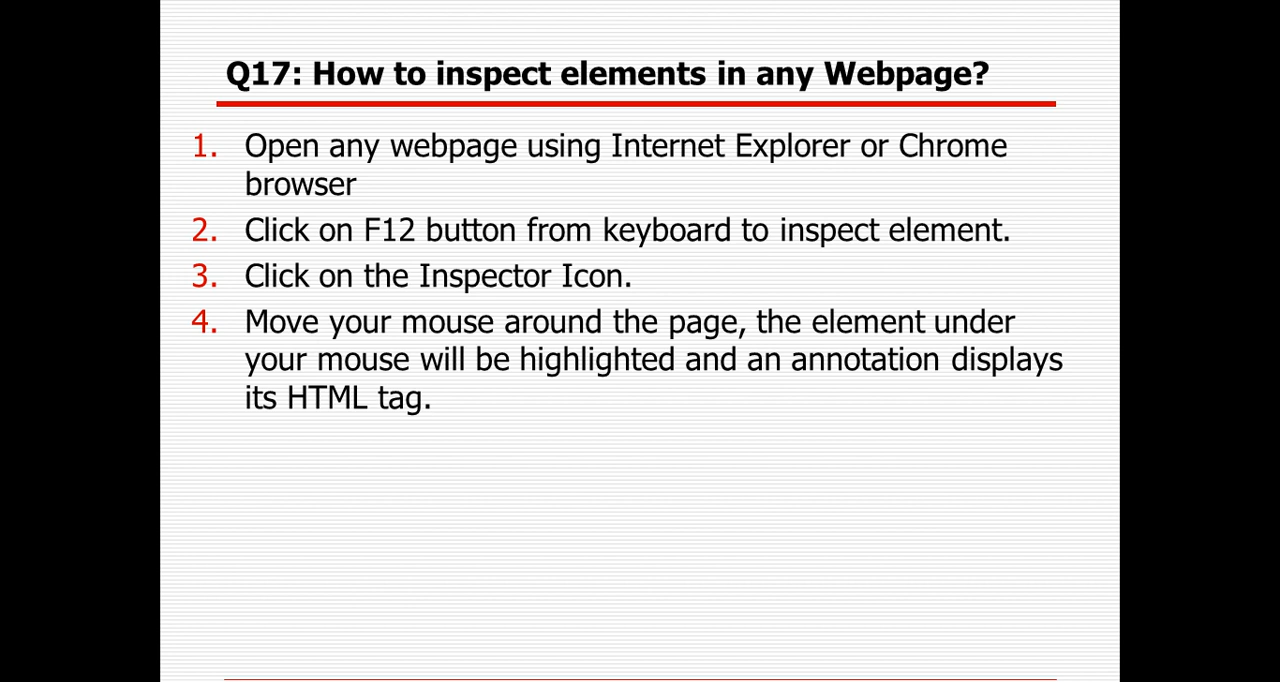 Q17: How to inspect elements in any Webpage?
1. Open any webpage using Internet Explorer or Chrome
browser
2. Click on F12 button from keyboard to inspect element.
3. Click on the Inspector Icon.
4. Move your mouse around the page, the element under
your mouse will be highlighted and an annotation displays
its HTML tag.